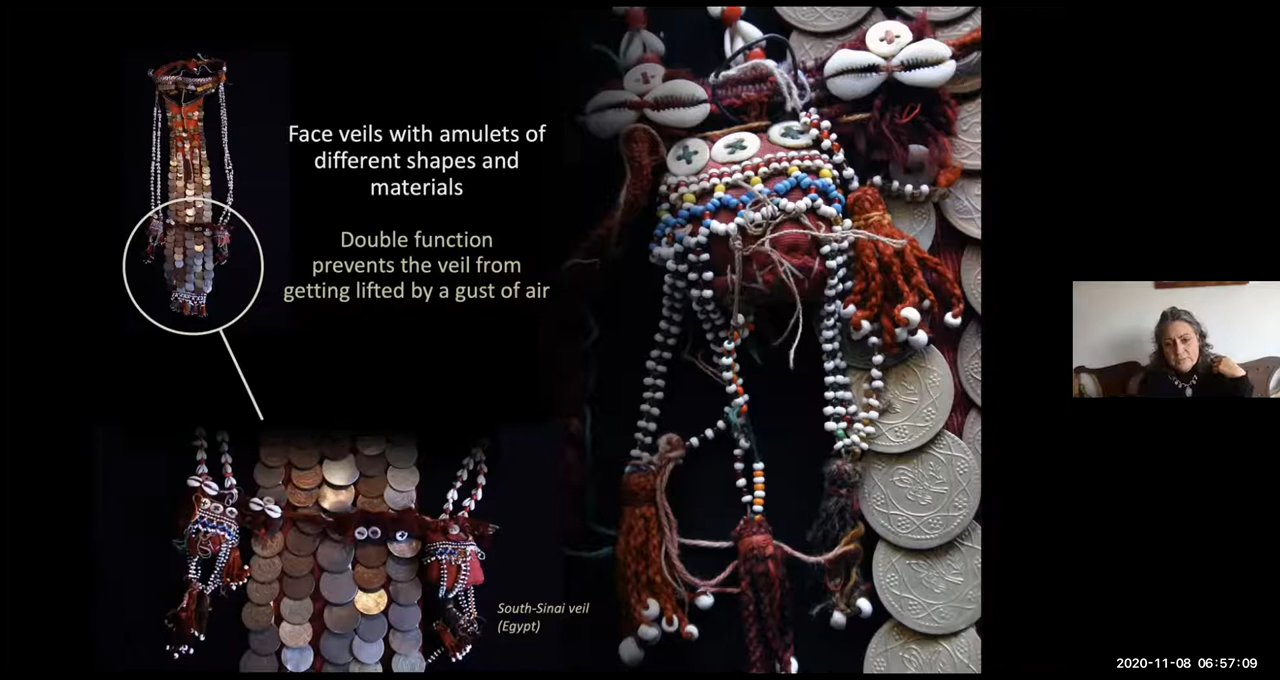 Face veils with amulets of
different shapes and
materials
Double function
prevents the veil from
getting lifted by a gust of air
South-Sinai veil
(Egypt)
2020-11-08 06:57:09